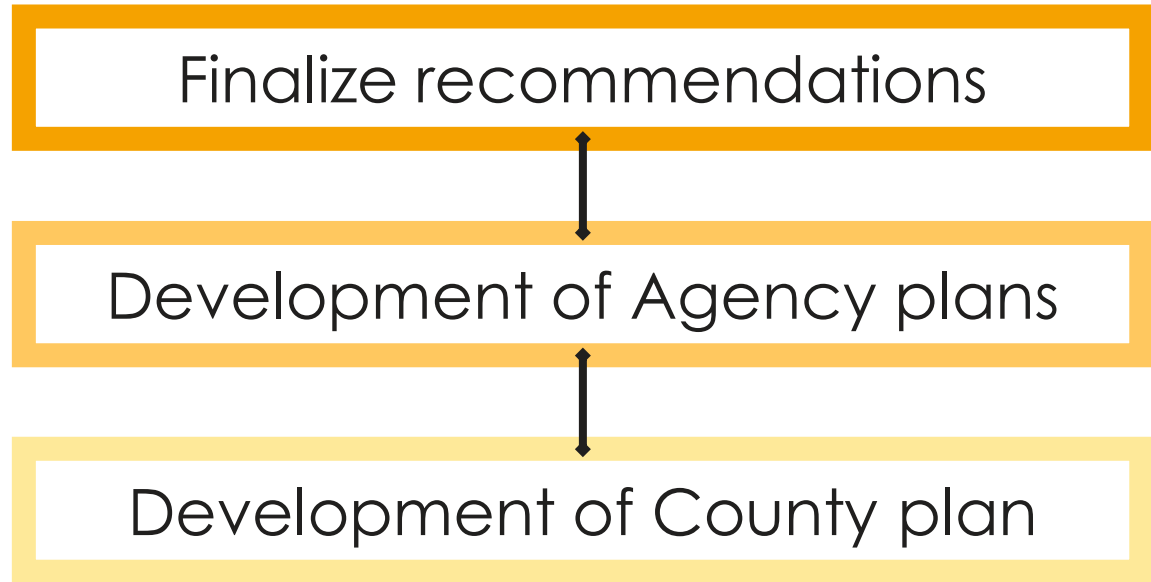 Finalize recommendations
Development of Agency plans
Development of County plan